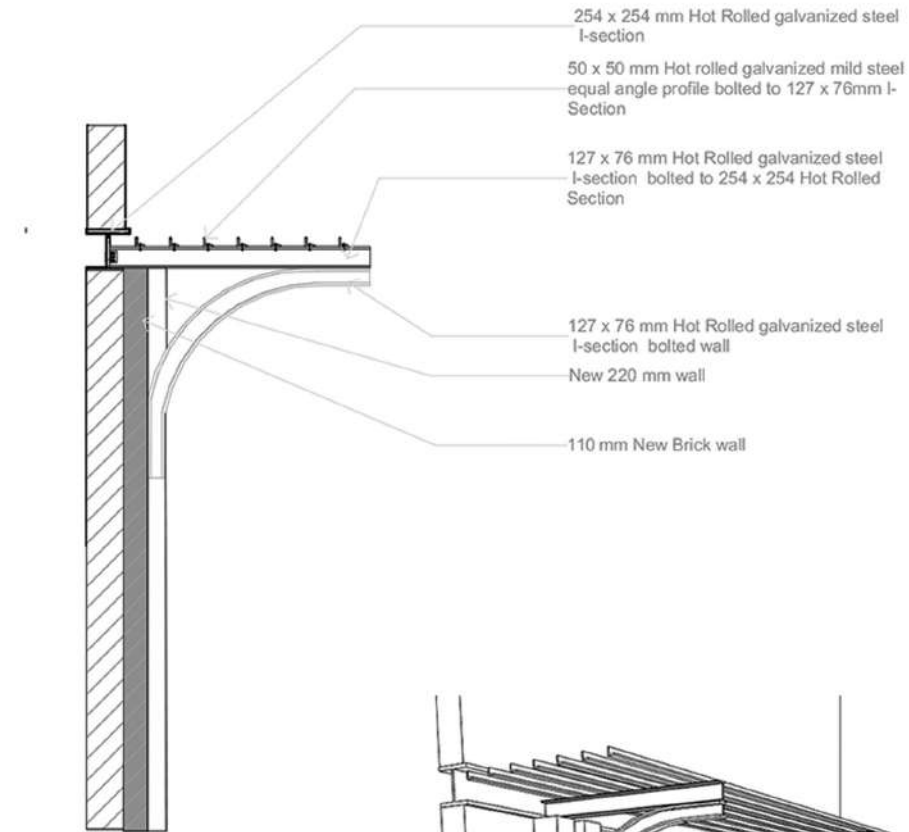 254 x 254 mm Hot Rolled galvanized steel
I-section
50 x 50 mm Hot rolled galvanized mild steel
equal angle profile bolted to 127 x 76mm I-
Section
127 x 76 mm Hot Rolled galvanized steel
I-section bolted to 254 x 254 Hot Rolled
Section
127 x 76 mm Hot Rolled galvanized steel
I-section bolted wall
New 220 mm wall
110 mm New Brick wall